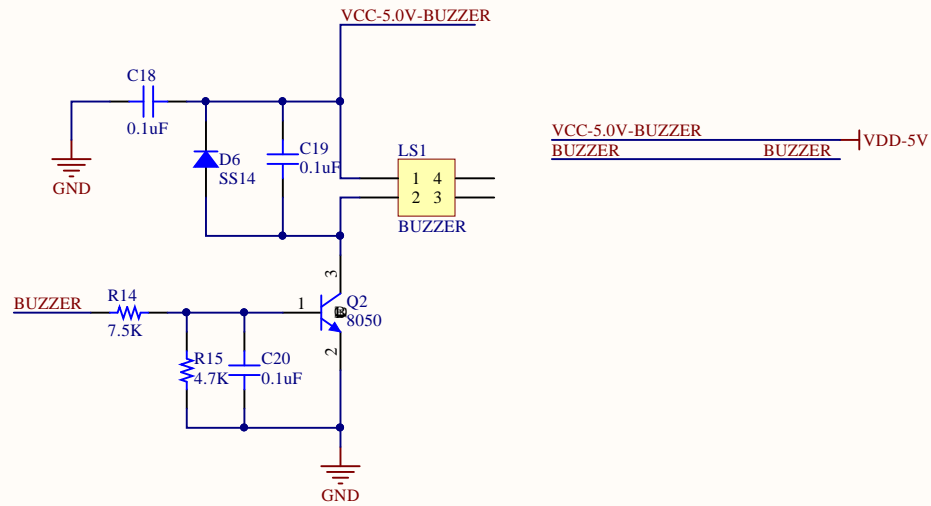 VCC-5.0V-BUZZER
C18
0.1uF
GND
D6
SS14
C19
0.1uF
LS1
1 4
2 3
BUZZER
VCC-5.0V-BUZZER
VDD-5V
BUZZER BUZZER
3
BUZZER
R14
7.5K
1
Q2
8050
2
R15
4.7K
C20
0.1uF
GND